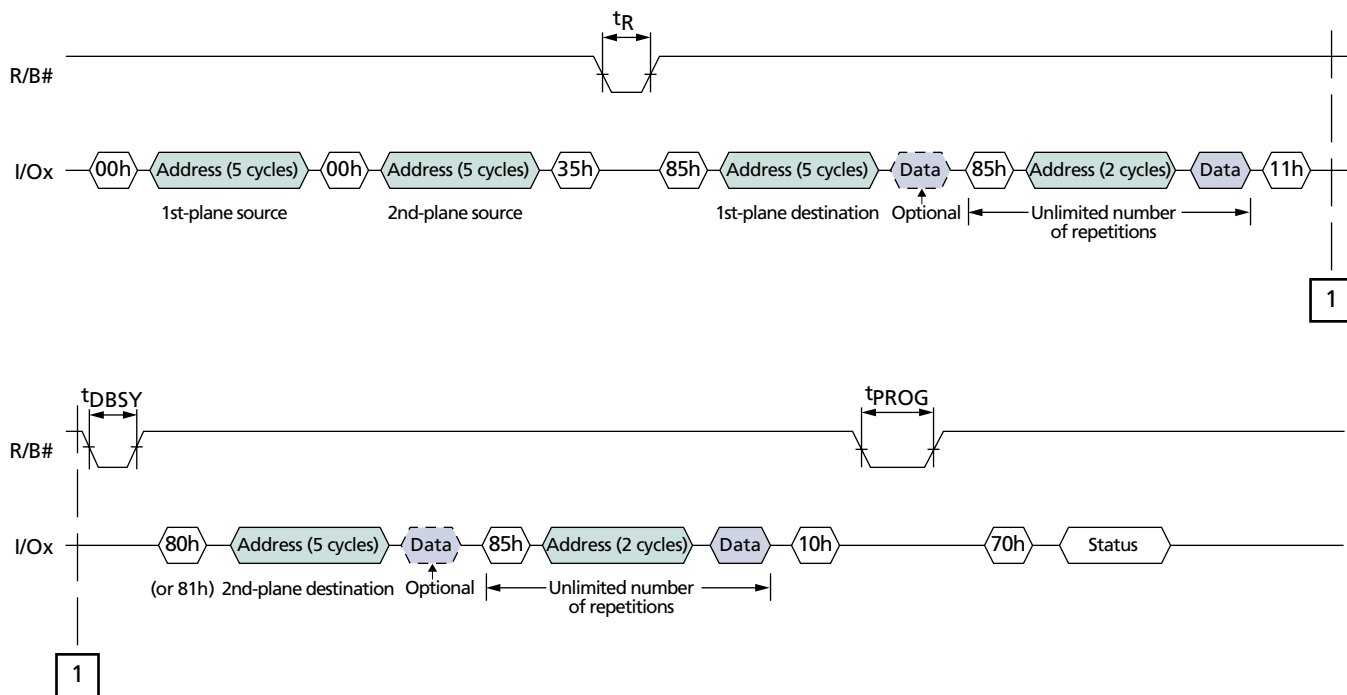 tR
R/B#
I/Ox 00h Address (5 cycles) 00h Address (5 cycles) 35h 85h Address (5 cycles) Data 85h Address (2 cycles) Data 11h
1st-plane source 2nd-plane source 1st-plane destination Optional Unlimited number
of repetitions
1
tDBSY tPROG
R/B#
I/Ox 80h Address (5 cycles) Data 85h Address (2 cycles) Data 10h 70h Status
(or 81h) 2nd-plane destination Optional Unlimited number
of repetitions
1